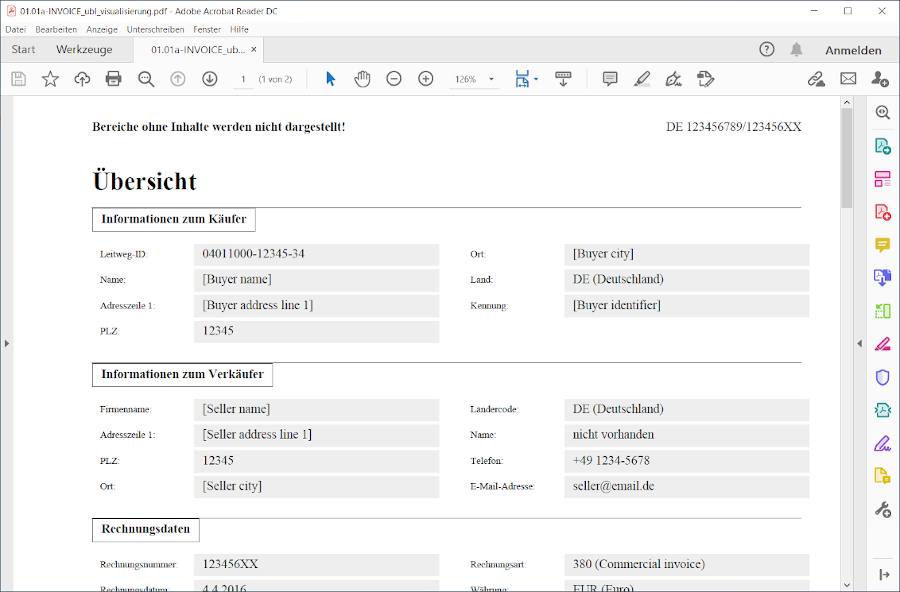 01.01a-INVOICE_ubl_visualisierung.pdf - Adobe Acrobat Reader DC
Datei Bearbeiten Anzeige Unterschreiben Fenster Hilfe
Start Werkzeuge 01.01a-INVOICE_ub... × Anmelden
1 (1 von 2) 126%
Bereiche ohne Inhalte werden nicht dargestellt! DE 123456789/123456XX
Übersicht
Informationen zum Käufer
Leitweg-ID: 04011000-12345-34 Ort: [Buyer city]
Name: [Buyer name] Land: DE (Deutschland)
Adresszeile 1: [Buyer address line 1] Kennung: [Buyer identifier]
PLZ: 12345
Informationen zum Verkäufer
Firmenname: [Seller name] Ländercode: DE (Deutschland)
Adresszeile 1: [Seller address line 1] Name: nicht vorhanden
PLZ: 12345 Telefon: +49 1234-5678
Ort: [Seller city] E-Mail-Adresse: seller@email.de
Rechnungsdaten
Rechnungsnummer: 123456XX Rechnungsart: 380 (Commercial invoice)
Rechnungsdatum: 4.4.2016 Währung: EUR (Euro)